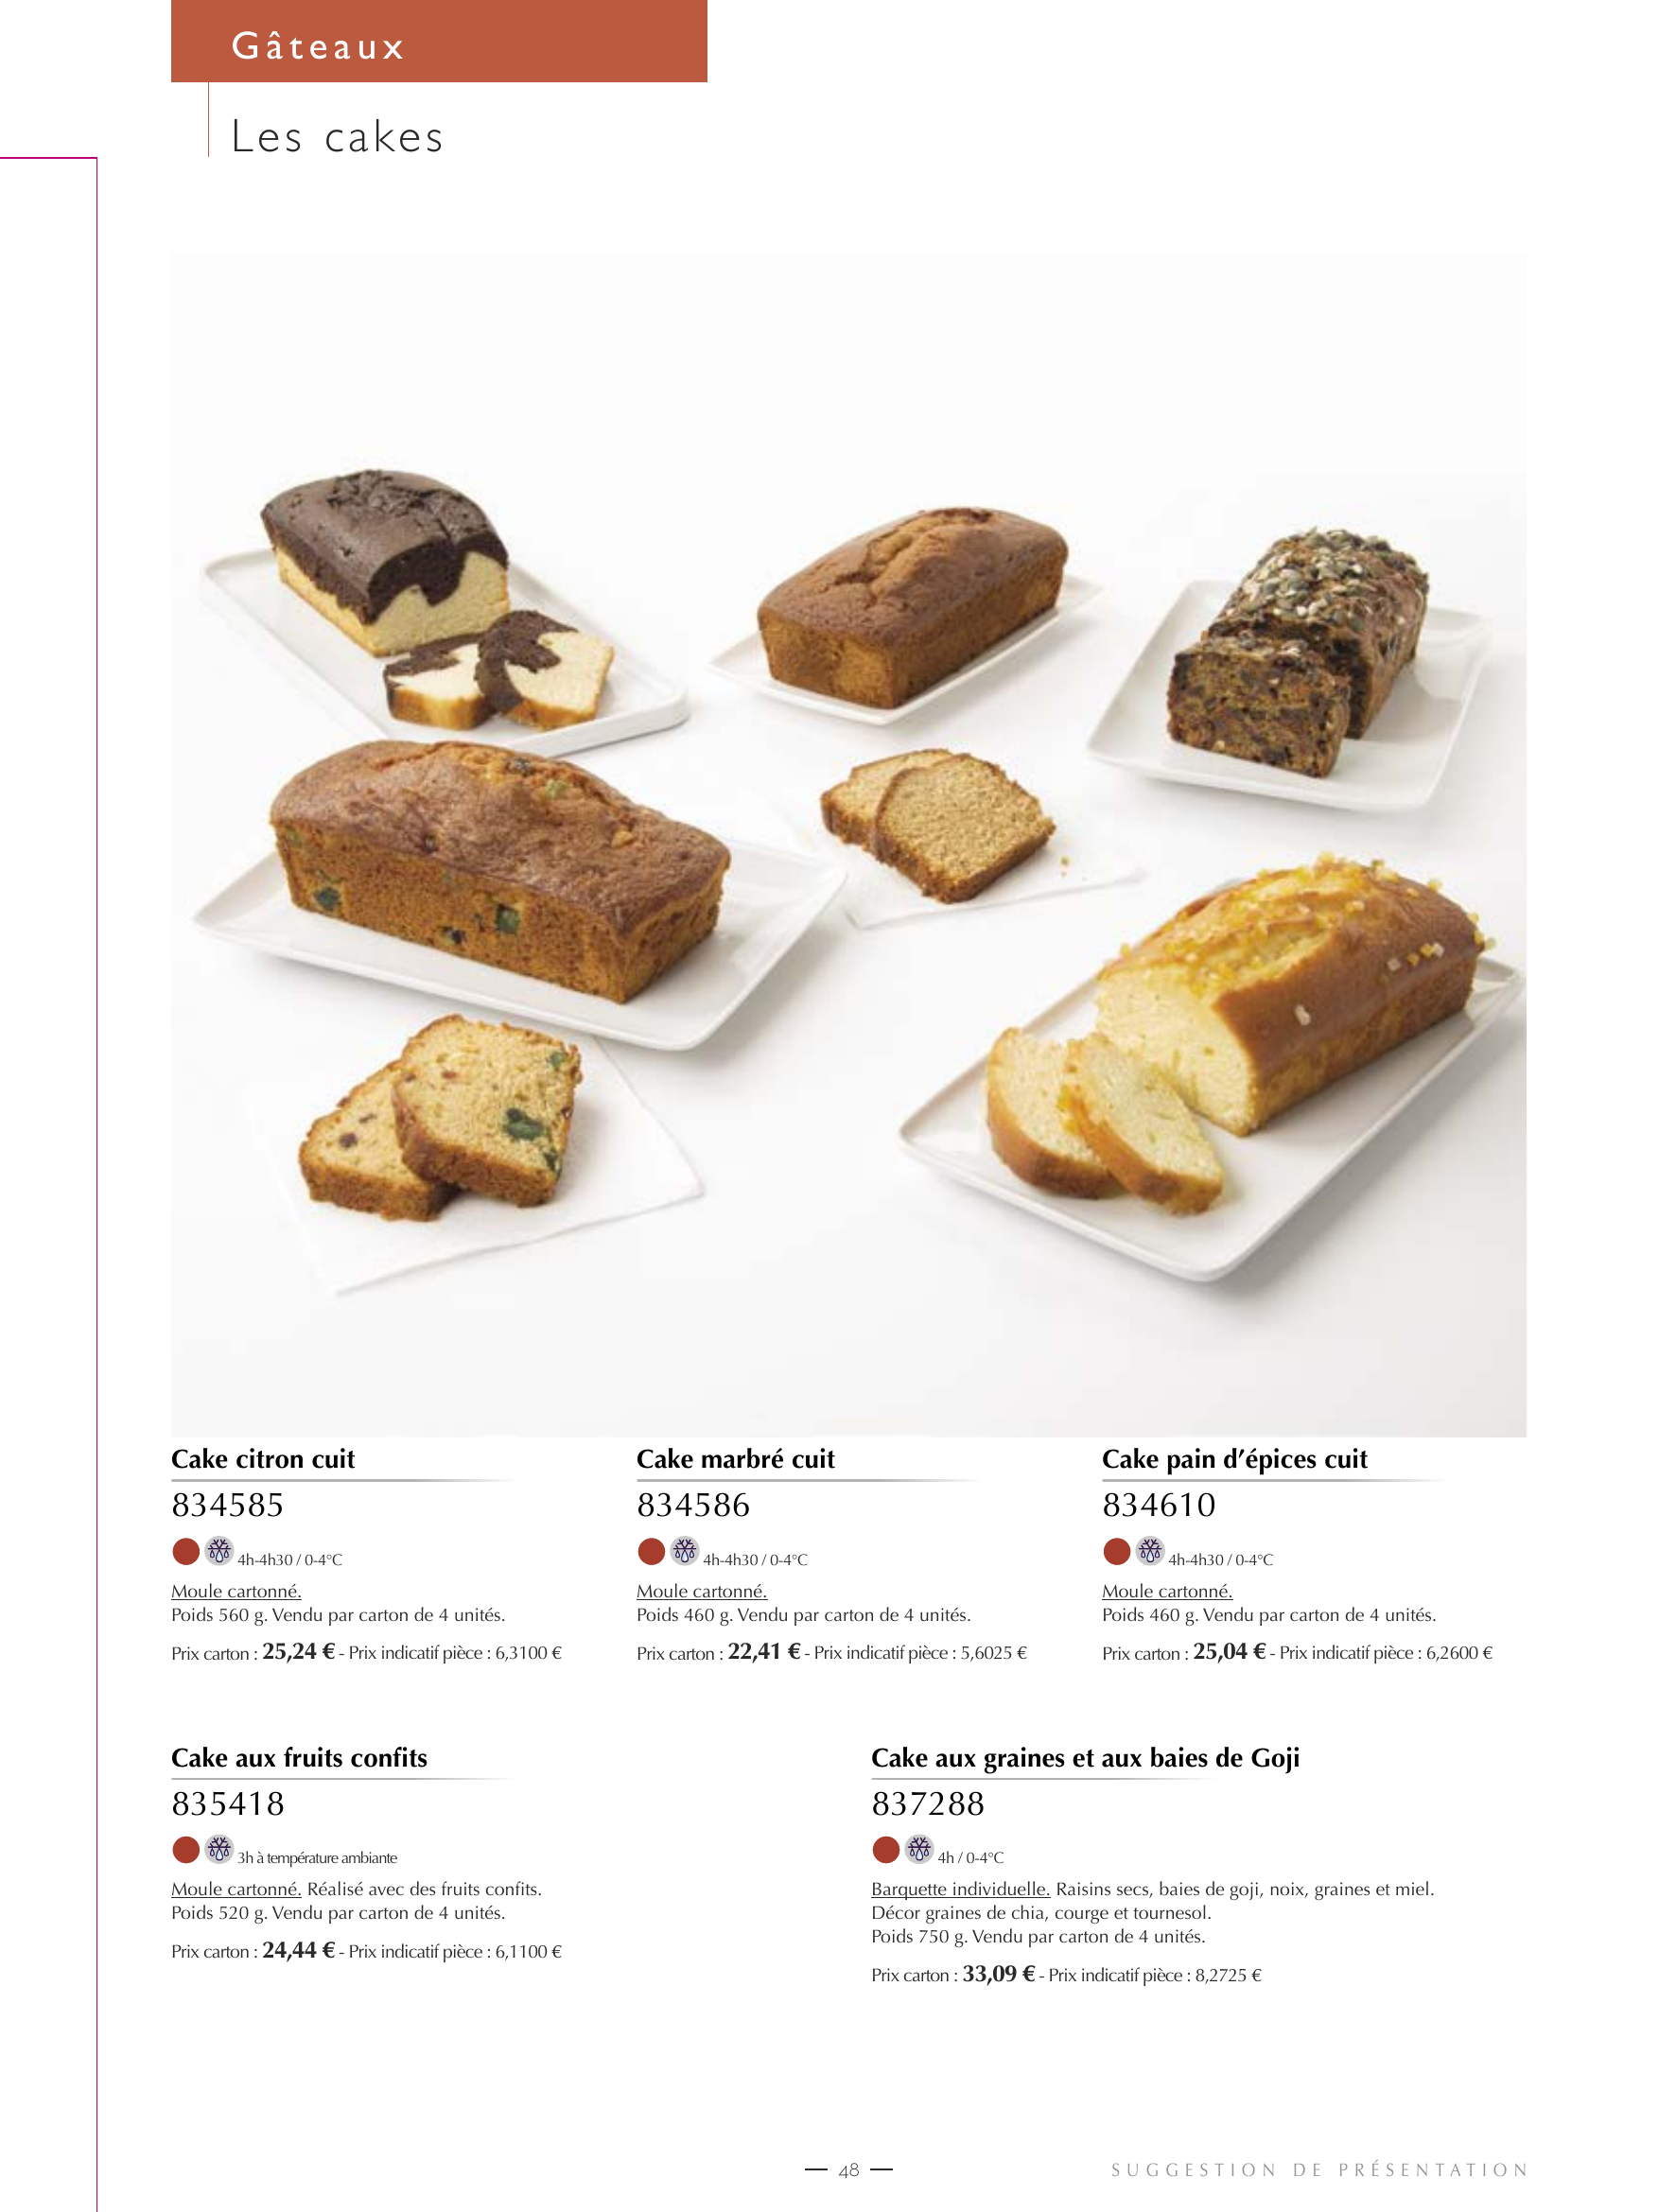 Gâteaux
Les cakes
Cake citron cuit
834585
4h-4h30 / 0-4°C
Moule cartonné.
Poids 560 g. Vendu par carton de 4 unités.
Prix carton : 25,24 € - Prix indicatif pièce : 6,3100 €
Cake marbré cuit
834586
4h-4h30 / 0-4°C
Moule cartonné.
Poids 460 g. Vendu par carton de 4 unités.
Prix carton : 22,41 € - Prix indicatif pièce : 5,6025 €
Cake pain d’épices cuit
834610
4h-4h30 / 0-4°C
Moule cartonné.
Poids 460 g. Vendu par carton de 4 unités.
Prix carton : 25,04 € - Prix indicatif pièce : 6,2600 €
Cake aux fruits confits
835418
3h à température ambiante
Moule cartonné. Réalisé avec des fruits confits.
Poids 520 g. Vendu par carton de 4 unités.
Prix carton : 24,44 € - Prix indicatif pièce : 6,1100 €
Cake aux graines et aux baies de Goji
837288
4h / 0-4°C
Barquette individuelle. Raisins secs, baies de goji, noix, graines et miel.
Décor graines de chia, courge et tournesol.
Poids 750 g. Vendu par carton de 4 unités.
Prix carton : 33,09 € - Prix indicatif pièce : 8,2725 €
— 48 —
SUGGESTION DE PRÉSENTATION